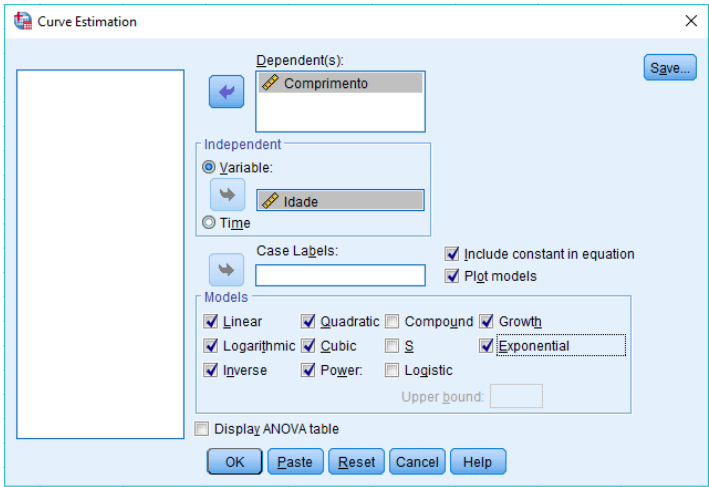 Curve Estimation
Dependent(s):
Comprimento
Save...
Independent
Variable:
Idade
Time
Case Labels:
Include constant in equation
Plot models
Models
Linear Quadratic Compound Growth
Logarithmic Cubic S Exponential
Inverse Power: Logistic
Upper bound:
Display ANOVA table
OK Paste Reset Cancel Help